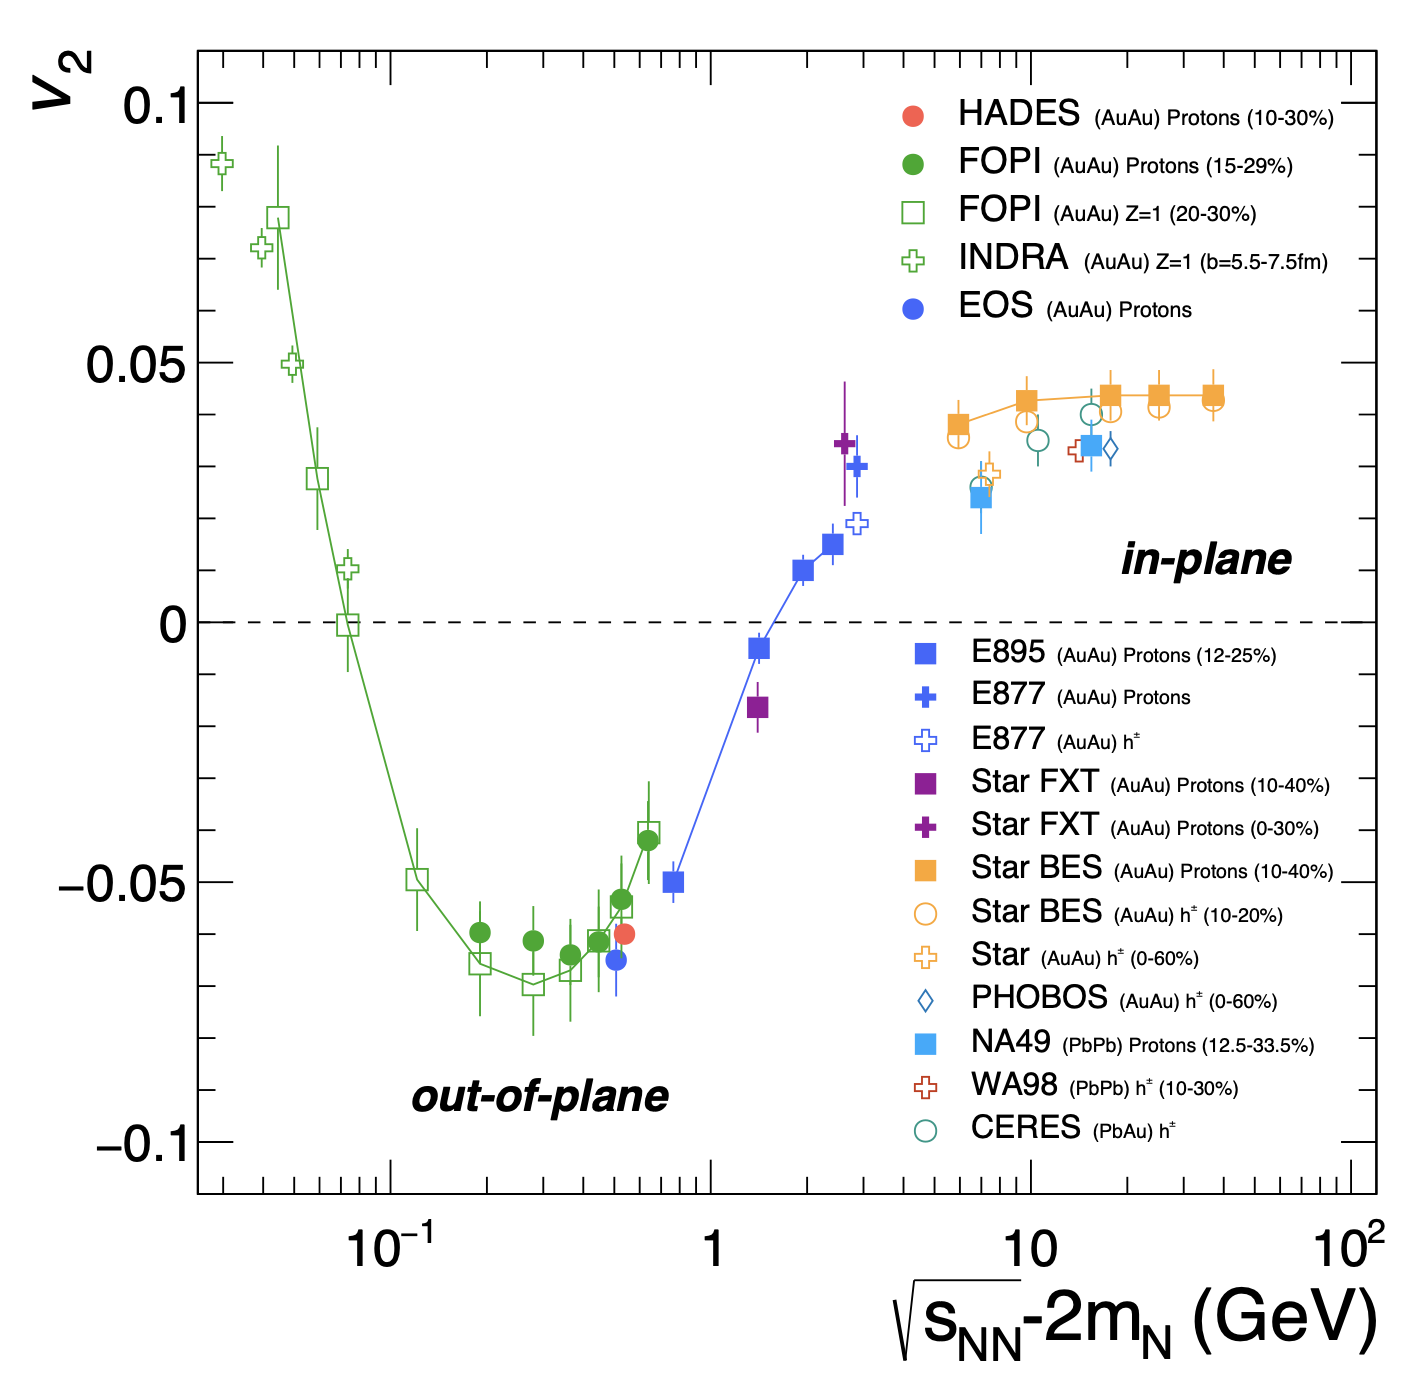 v₂
0.1
0.05
0
−0.05
−0.1
HADES (AuAu) Protons (10-30%)
FOPI (AuAu) Protons (15-29%)
FOPI (AuAu) Z=1 (20-30%)
INDRA (AuAu) Z=1 (b=5.5-7.5fm)
EOS (AuAu) Protons
in-plane
E895 (AuAu) Protons (12-25%)
E877 (AuAu) Protons
E877 (AuAu) h±
Star FXT (AuAu) Protons (10-40%)
Star FXT (AuAu) Protons (0-30%)
Star BES (AuAu) Protons (10-40%)
Star BES (AuAu) h± (10-20%)
Star (AuAu) h± (0-60%)
PHOBOS (AuAu) h± (0-60%)
NA49 (PbPb) Protons (12.5-33.5%)
WA98 (PbPb) h± (10-30%)
CERES (PbAu) h±
out-of-plane
10⁻¹ 1 10 10²
√s_NN-2m_N (GeV)